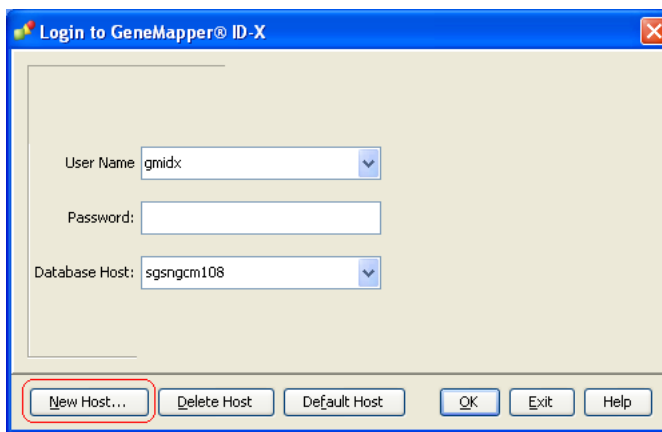 Login to GeneMapper® ID-X
User Name gmidx
Password:
Database Host: sgsngcm108
New Host... Delete Host Default Host OK Exit Help